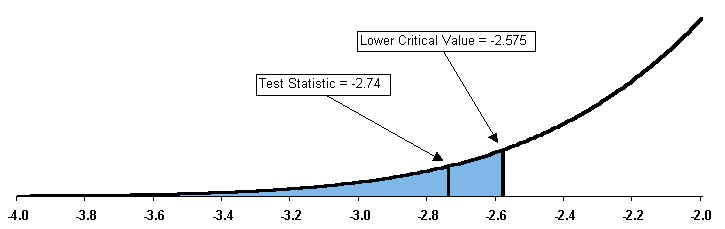 Lower Critical Value = -2.575
Test Statistic = -2.74
-4.0 -3.8 -3.6 -3.4 -3.2 -3.0 -2.8 -2.6 -2.4 -2.2 -2.0